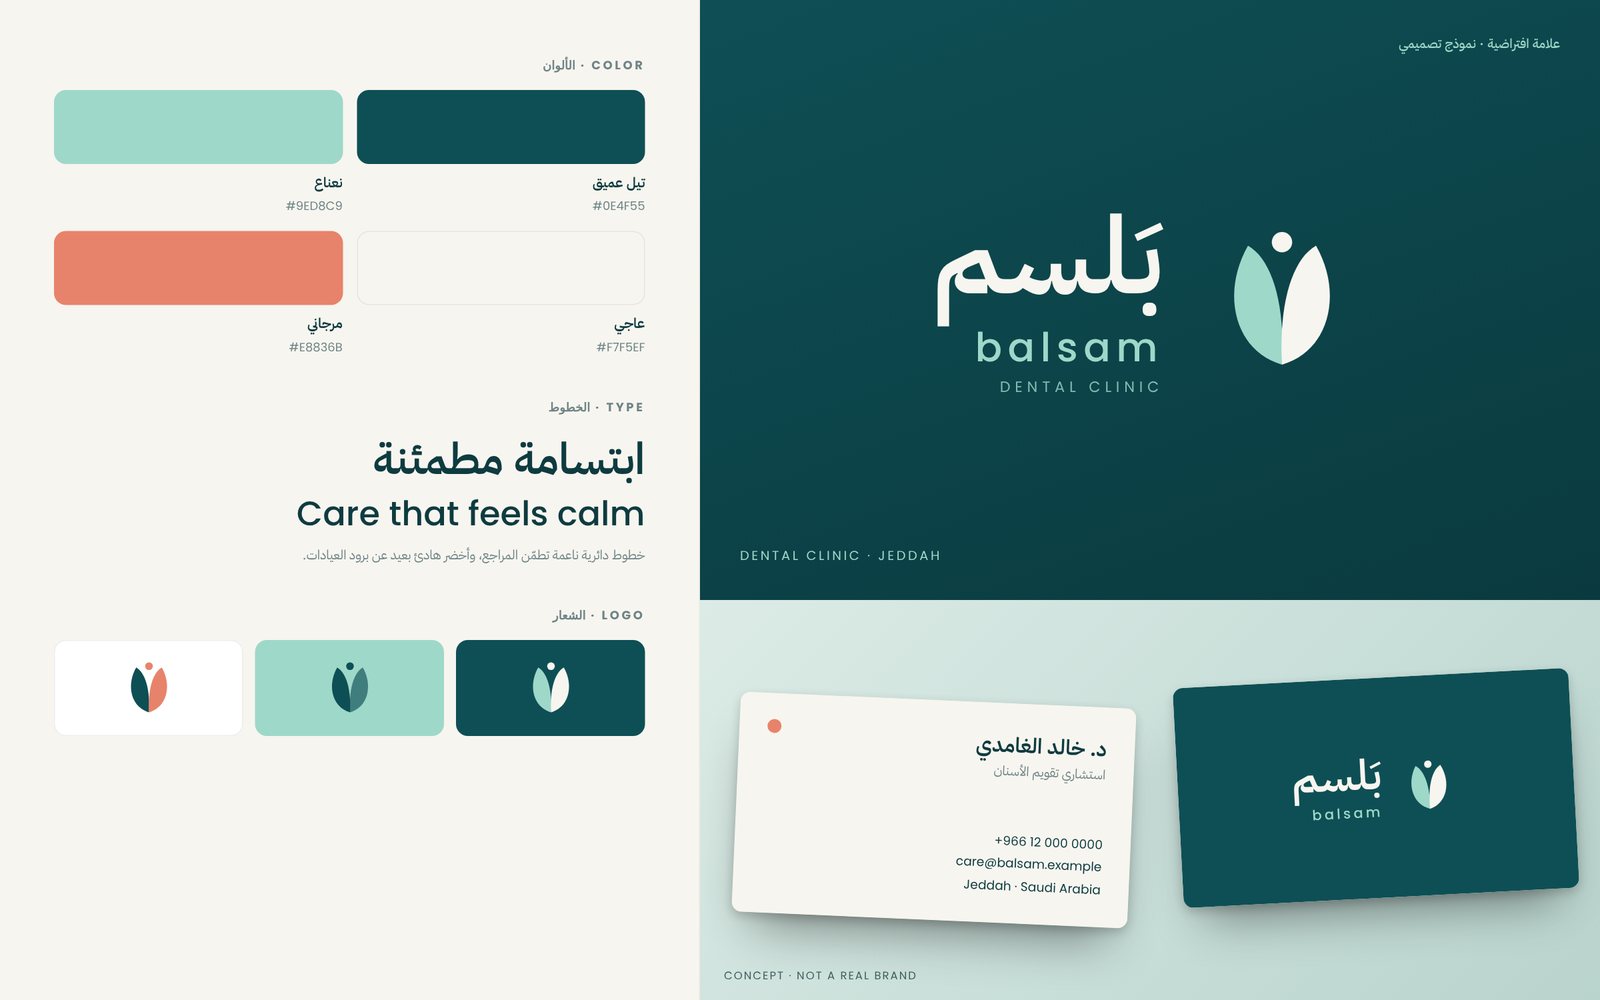 علامة افتراضية · نموذج تصميمي
بَلسم
balsam
DENTAL CLINIC
DENTAL CLINIC · JEDDAH
COLOR · الألوان
تيل عميق
#0E4F55
نعناع
#9ED8C9
عاجي
#F7F5EF
مرجاني
#E8836B
TYPE · الخطوط
ابتسامة مطمئنة
Care that feels calm
خطوط دائرية ناعمة تطمّن المراجع، وأخضر هادئ بعيد عن برود العيادات.
LOGO · الشعار
بَلسم
balsam
د. خالد الغامدي
استشاري تقويم الأسنان
+966 12 000 0000
care@balsam.example
Jeddah · Saudi Arabia
CONCEPT · NOT A REAL BRAND